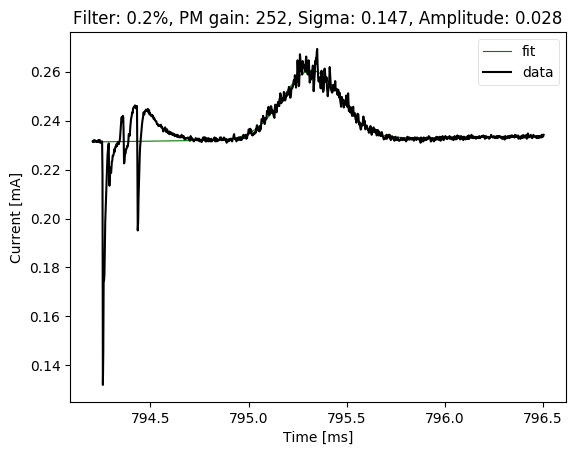 Filter: 0.2%, PM gain: 252, Sigma: 0.147, Amplitude: 0.028
fit
data
Current [mA]
0.26
0.24
0.22
0.20
0.18
0.16
0.14
794.5 795.0 795.5 796.0 796.5
Time [ms]